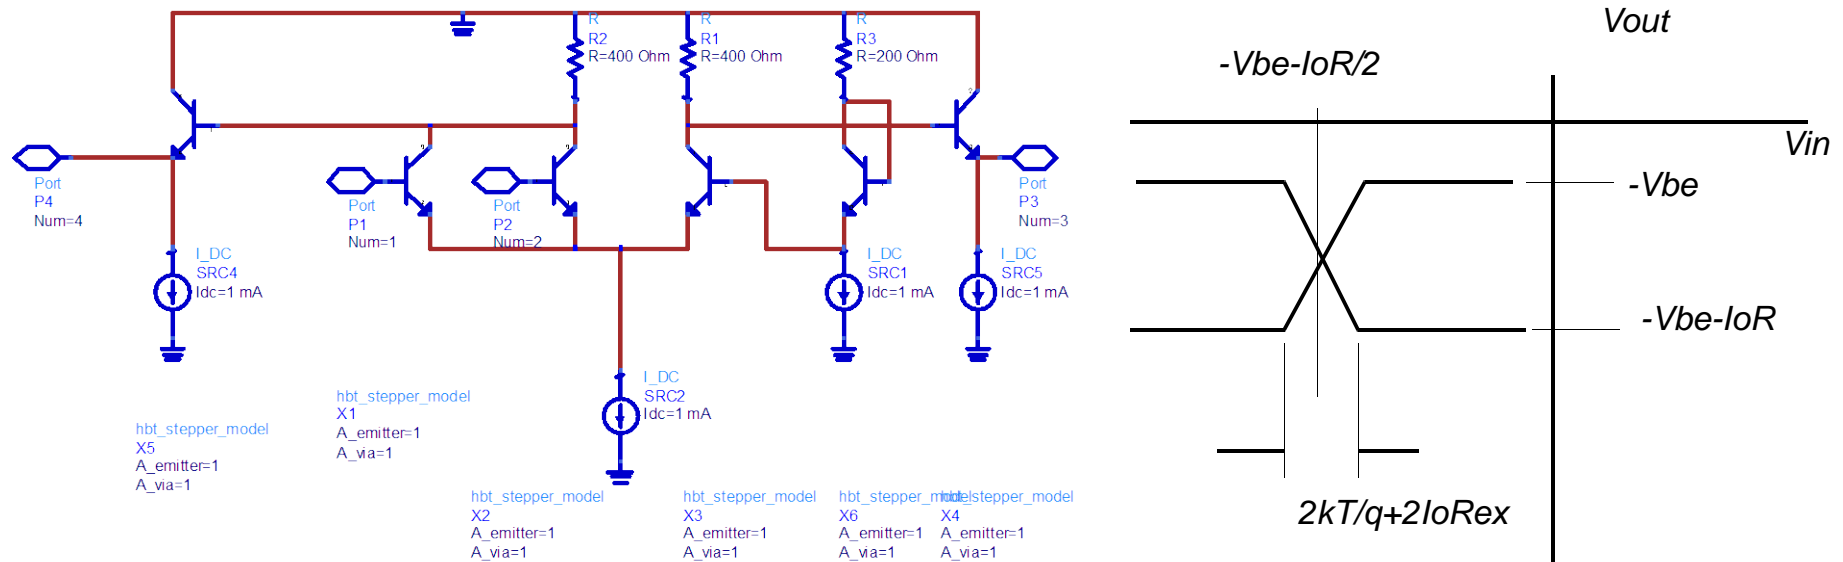 R
R2
R=400 Ohm
R
R1
R=400 Ohm
R
R3
R=200 Ohm
Port
P4
Num=4
Port
P1
Num=1
Port
P2
Num=2
Port
P3
Num=3
I_DC
SRC4
Idc=1 mA
I_DC
SRC1
Idc=1 mA
I_DC
SRC5
Idc=1 mA
I_DC
SRC2
Idc=1 mA
hbt_stepper_model
X5
A_emitter=1
A_via=1
hbt_stepper_model
X1
A_emitter=1
A_via=1
hbt_stepper_model
X2
A_emitter=1
A_via=1
hbt_stepper_model
X3
A_emitter=1
A_via=1
hbt_stepper_model
X6
A_emitter=1
A_via=1
hbt_stepper_model
X4
A_emitter=1
A_via=1
Vout
-Vbe-IoR/2
Vin
-Vbe
-Vbe-IoR
2kT/q+2IoRex